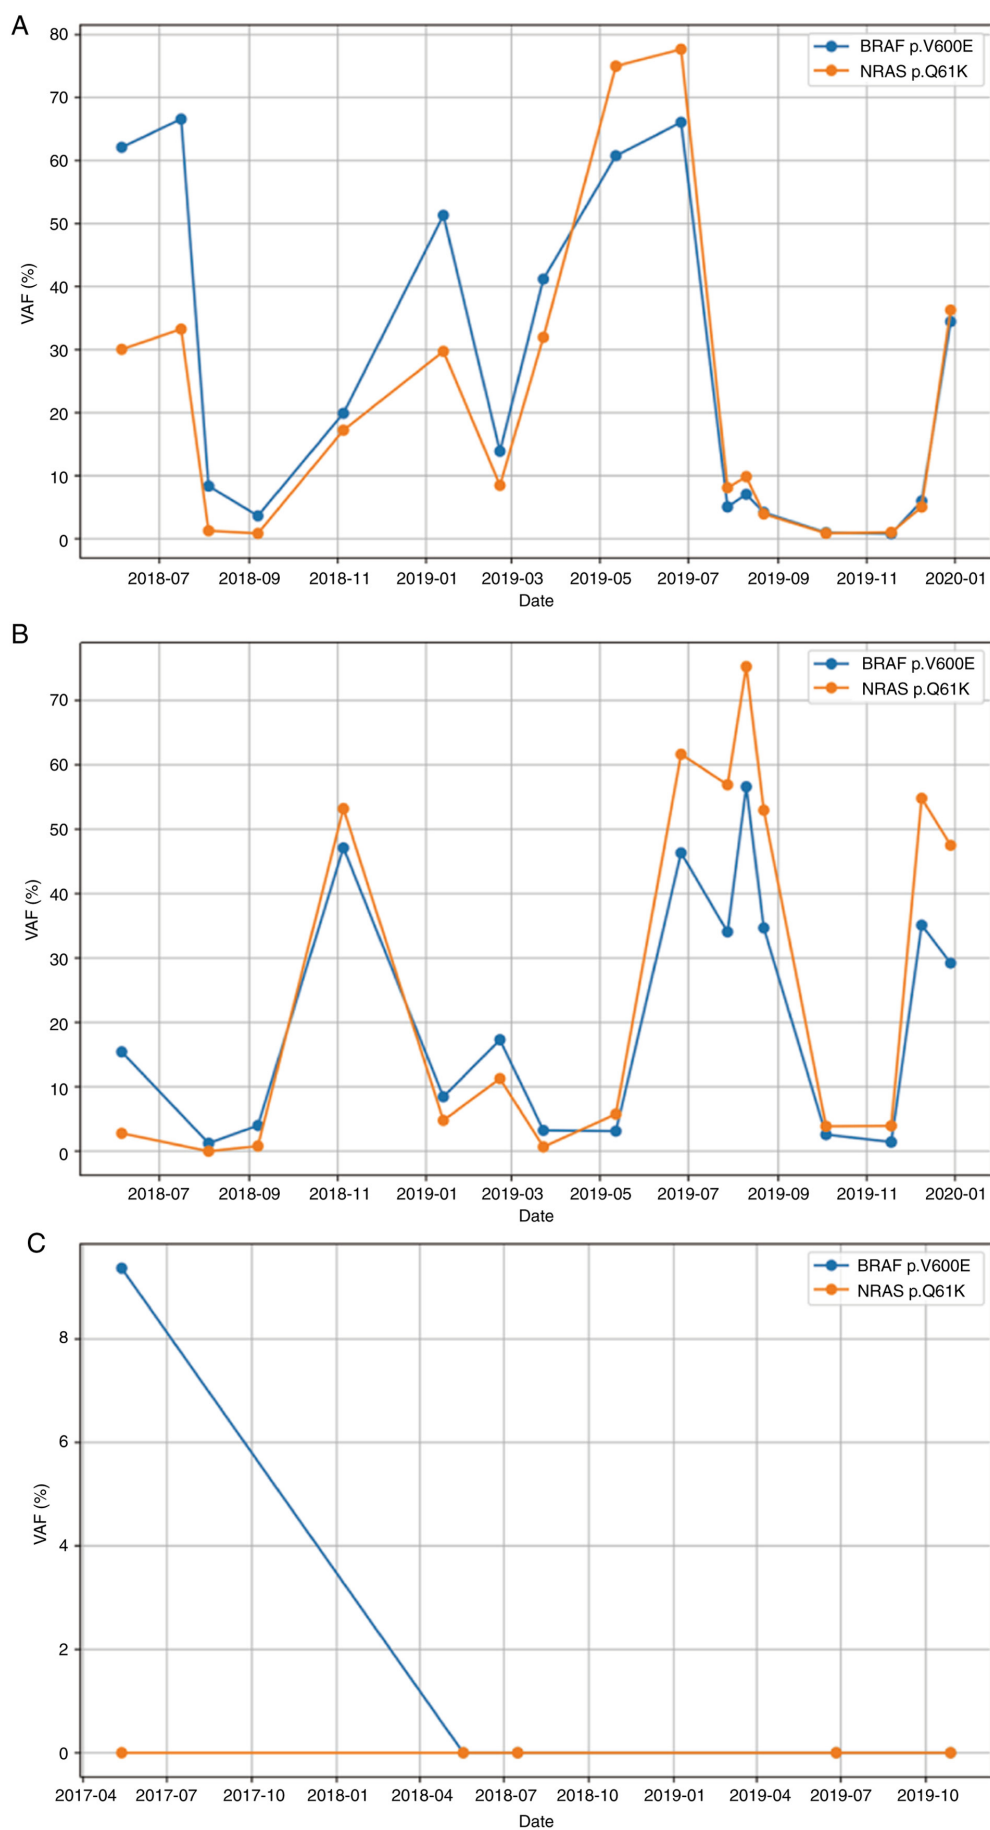 A
BRAF p.V600E
NRAS p.Q61K
80
70
60
50
40
30
20
10
0
VAF (%)
2018-07 2018-09 2018-11 2019-01 2019-03 2019-05 2019-07 2019-09 2019-11 2020-01
Date
B
BRAF p.V600E
NRAS p.Q61K
70
60
50
40
30
20
10
0
VAF (%)
2018-07 2018-09 2018-11 2019-01 2019-03 2019-05 2019-07 2019-09 2019-11 2020-01
Date
C
BRAF p.V600E
NRAS p.Q61K
8
6
4
2
0
VAF (%)
2017-04 2017-07 2017-10 2018-01 2018-04 2018-07 2018-10 2019-01 2019-04 2019-07 2019-10
Date